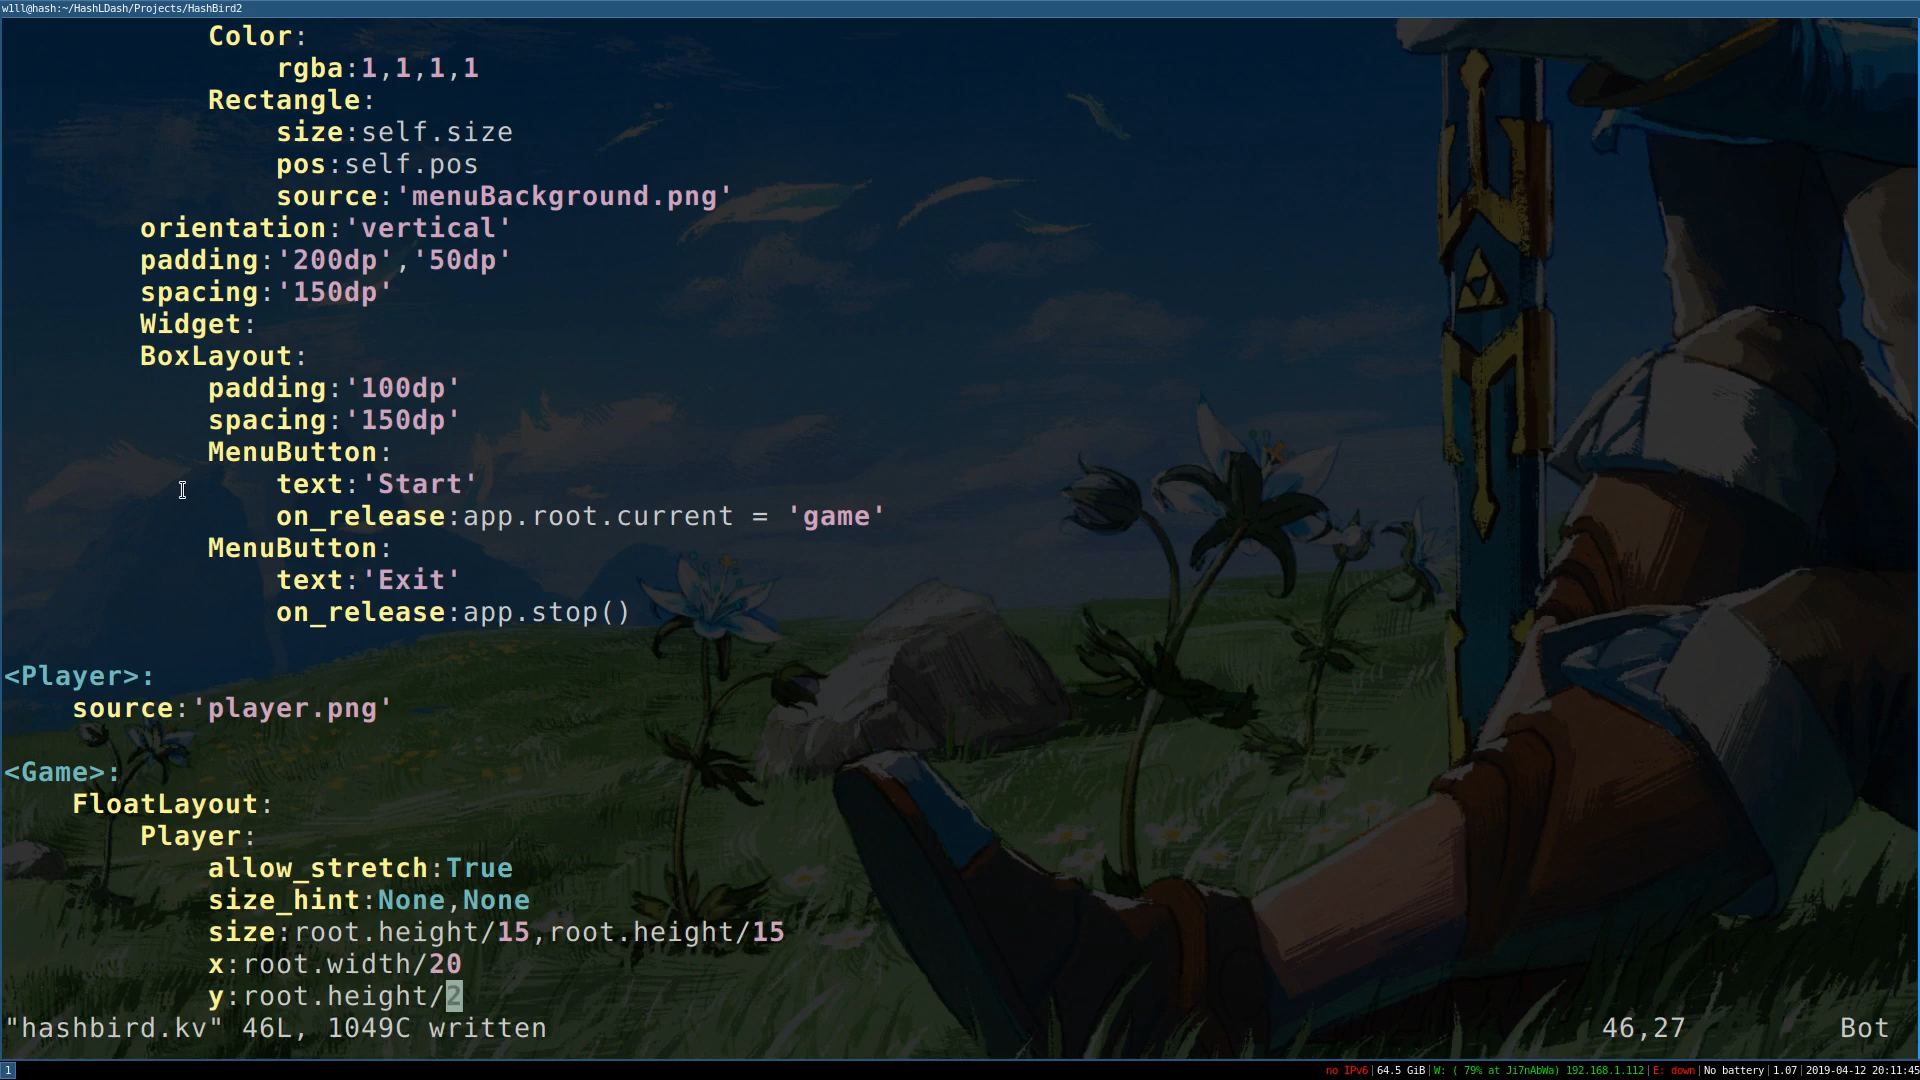 w1ll@hash:~/HashLDash/Projects/HashBird2
Color:
rgba:1,1,1,1
Rectangle:
size:self.size
pos:self.pos
source:'menuBackground.png'
orientation:'vertical'
padding:'200dp','50dp'
spacing:'150dp'
Widget:
BoxLayout:
padding:'100dp'
spacing:'150dp'
MenuButton:
text:'Start'
on_release:app.root.current = 'game'
MenuButton:
text:'Exit'
on_release:app.stop()
<Player>:
source:'player.png'
<Game>:
FloatLayout:
Player:
allow_stretch:True
size_hint:None,None
size:root.height/15,root.height/15
x:root.width/20
y:root.height/2
"hashbird.kv" 46L, 1049C written 46,27 Bot
1 no IPv6|64.5 GiB|W: ( 79% at Ji7nAbWa) 192.168.1.112|E: down|No battery|1.07|2019-04-12 20:11:45